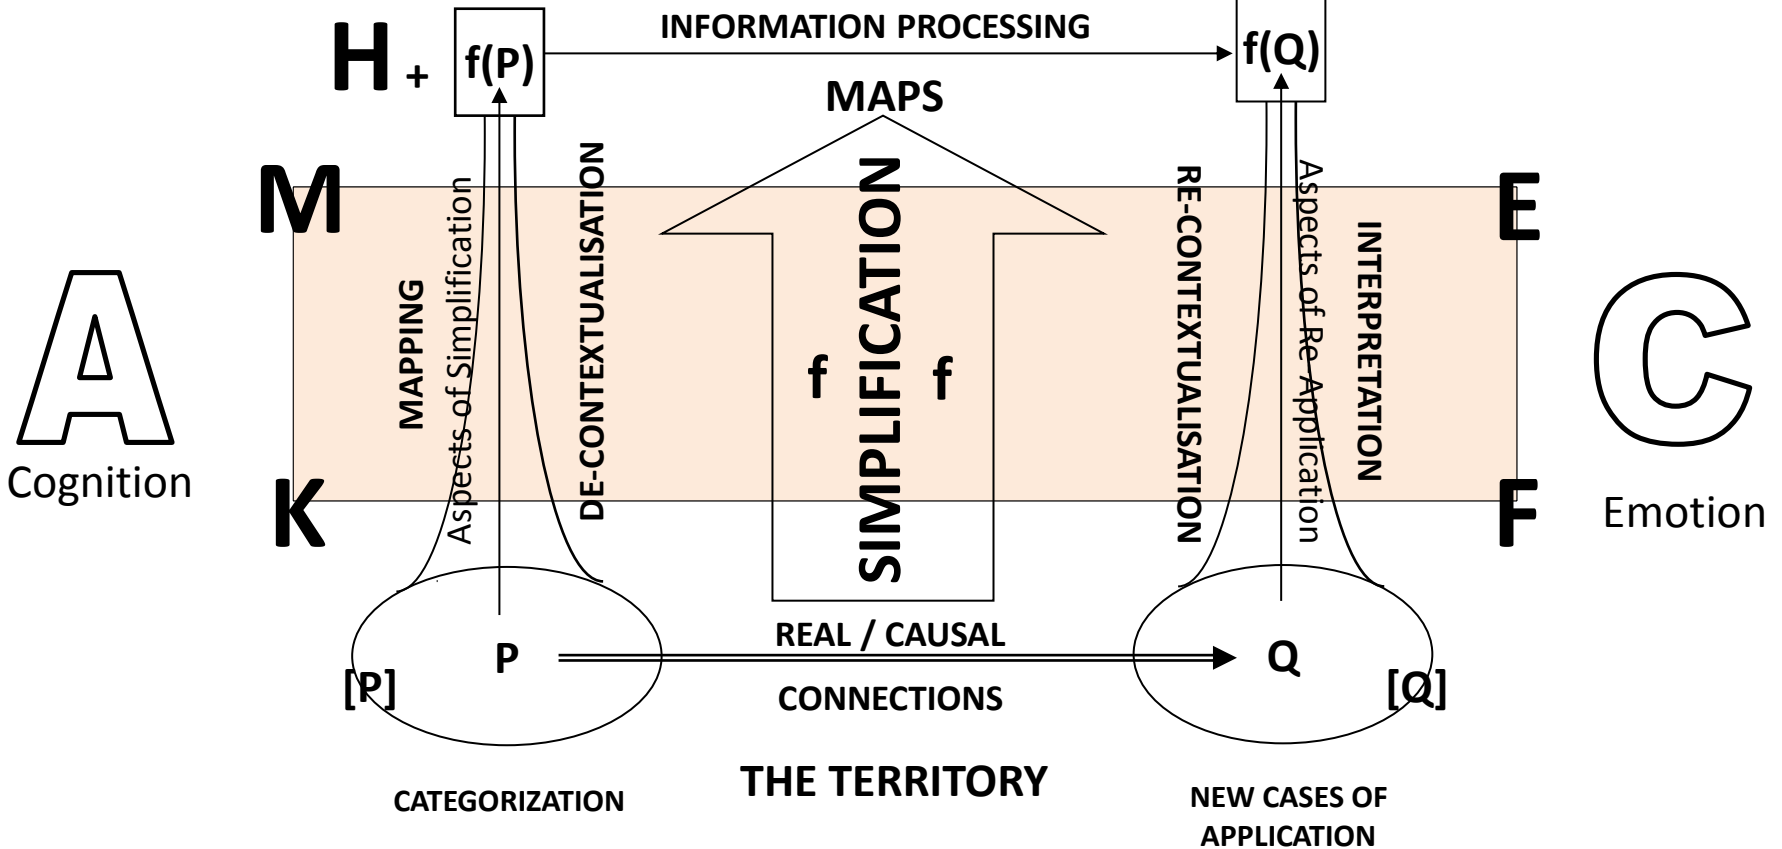 INFORMATION PROCESSING
H + f(P) f(Q)
MAPS
M
E
MAPPING
Aspects of Simplification
DE-CONTEXTUALISATION
f SIMPLIFICATION f
RE-CONTEXTUALISATION
Aspects of Re-Application
INTERPRETATION
A
Cognition
C
Emotion
K
F
REAL / CAUSAL
P
Q
[P]
[Q]
CONNECTIONS
THE TERRITORY
CATEGORIZATION
NEW CASES OF
APPLICATION